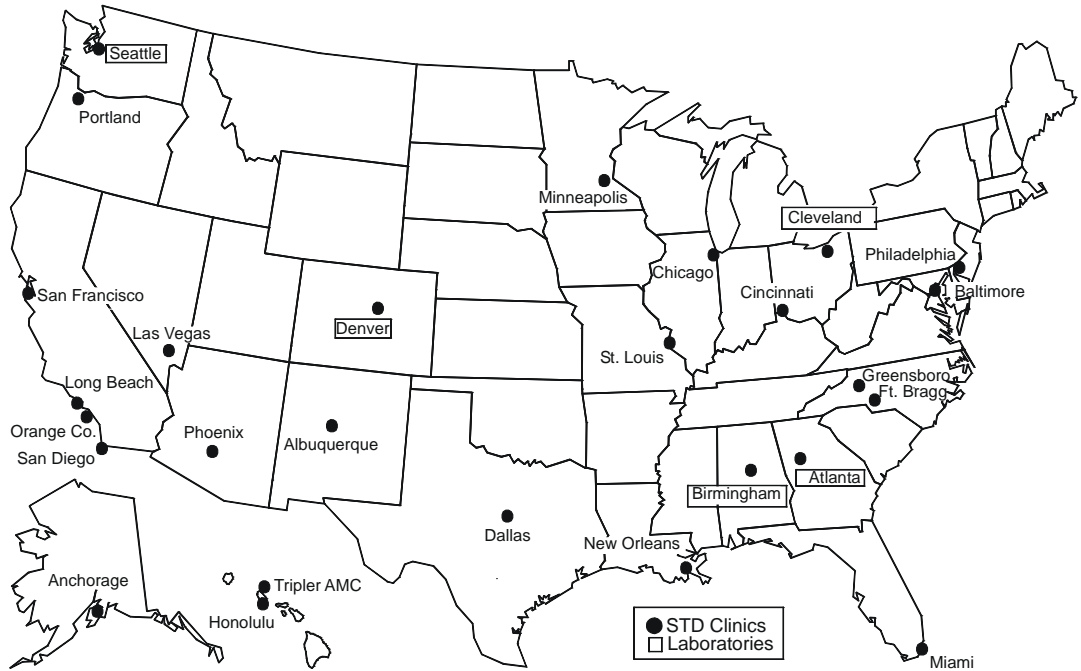 Seattle
Portland
Minneapolis
Cleveland
Philadelphia
Chicago
Cincinnati
Baltimore
San Francisco
Las Vegas
Denver
St. Louis
Long Beach
Greensboro
Ft. Bragg
Orange Co.
Phoenix
Albuquerque
San Diego
Atlanta
Birmingham
Dallas
New Orleans
Anchorage
Tripler AMC
Honolulu
STD Clinics
Laboratories
Miami